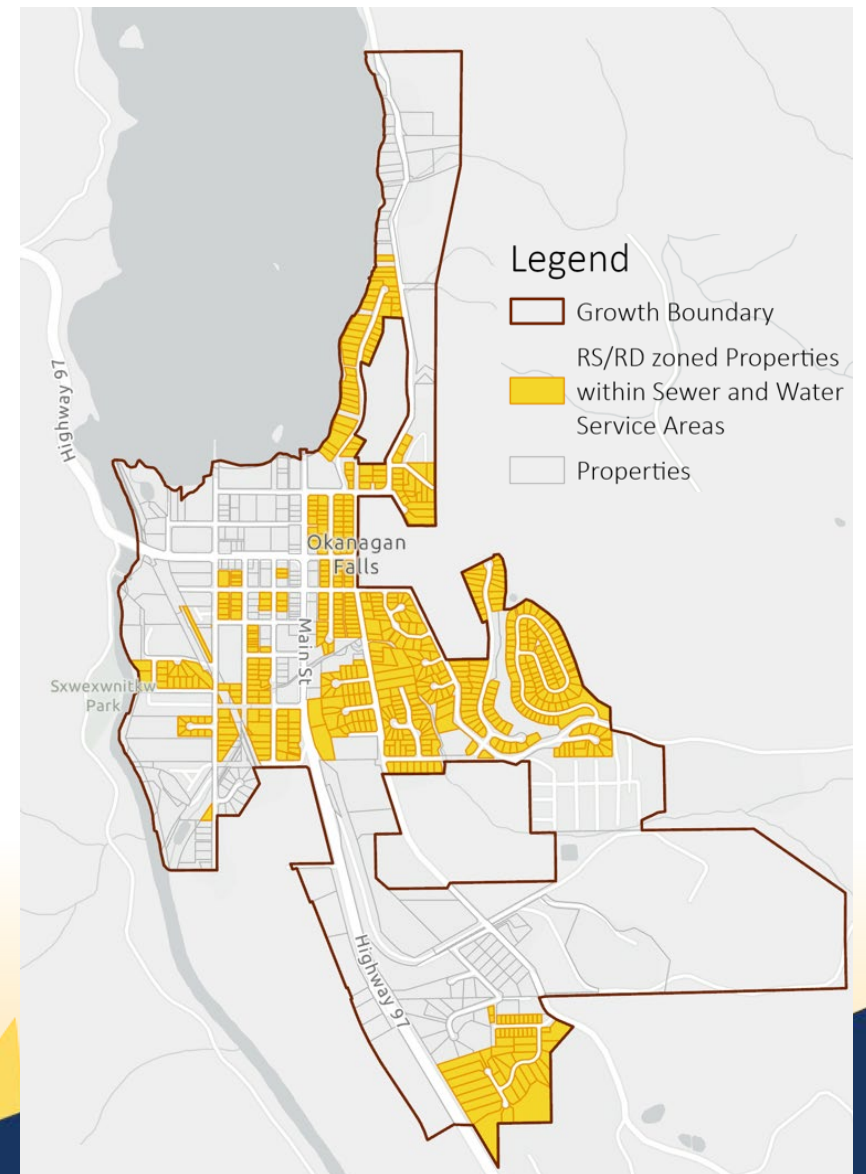 Legend
Growth Boundary
RS/RD zoned Properties
within Sewer and Water
Service Areas
Properties
Highway 97
Okanagan
Falls
Main St
Sxwexwnitkw
Park
Highway 97